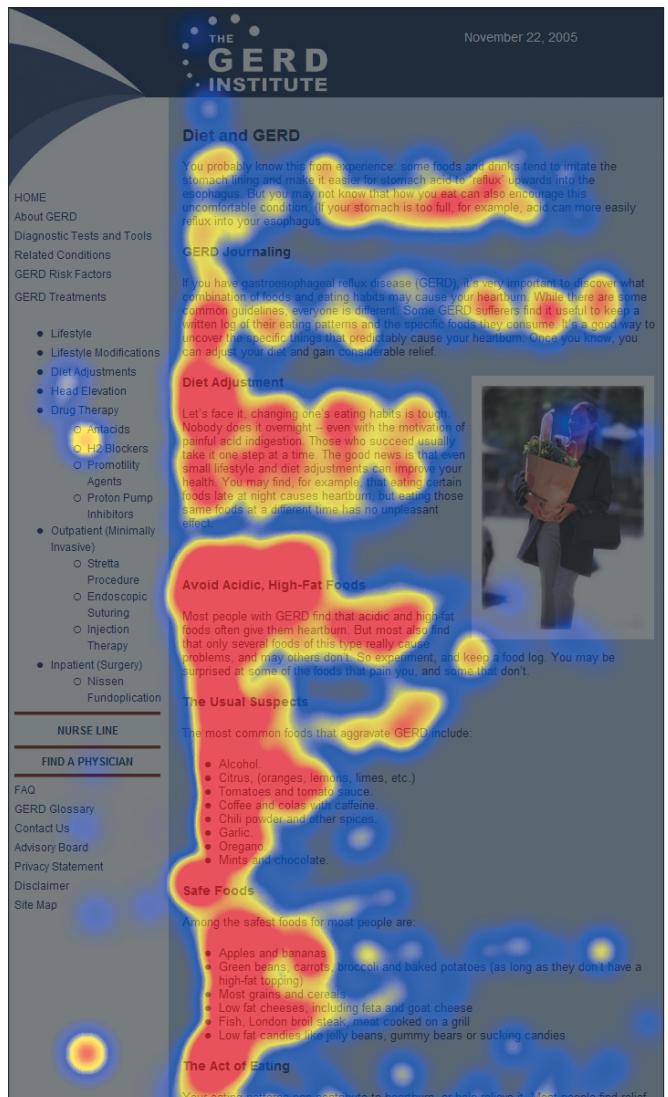 THE
GERD
INSTITUTE
November 22, 2005
HOME
About GERD
Diagnostic Tests and Tools
Related Conditions
GERD Risk Factors
GERD Treatments
Lifestyle
Lifestyle Modifications
Diet Adjustments
Head Elevation
Drug Therapy
Antacids
H2 Blockers
Promotility
Agents
Proton Pump
Inhibitors
Outpatient (Minimally
Invasive)
Stretta
Procedure
Endoscopic
Suturing
Injection
Therapy
Inpatient (Surgery)
Nissen
Fundoplication
NURSE LINE
FIND A PHYSICIAN
FAQ
GERD Glossary
Contact Us
Advisory Board
Privacy Statement
Disclaimer
Site Map
Diet and GERD
You probably know this from experience: some foods and drinks tend to irritate the
stomach lining and make it easier for stomach acid to "reflux" upwards into the
esophagus. But you may not know that how you eat can also encourage this
uncomfortable condition. (If your stomach is too full, for example, acid can more easily
reflux into your esophagus.
GERD Journaling
If you have gastroesophageal reflux disease (GERD), it's very important to discover what
combination of foods and eating habits may cause your heartburn. While there are some
common guidelines, everyone is different. Some GERD sufferers find it useful to keep a
written log of their eating patterns and the specific foods they consume. It's a good way to
uncover the specific things that predictably cause your heartburn. Once you know, you
can adjust your diet and gain considerable relief.
Diet Adjustment
Let's face it, changing one's eating habits is tough.
Nobody does it overnight -- even with the motivation of
painful acid indigestion. Those who succeed usually
take it one step at a time. The good news is that even
small lifestyle and diet adjustments can improve your
health. You may find, for example, that certain
foods late at night causes heartburn, but eating those
same foods at a different time has no unpleasant
effect.
Avoid Acidic, High-Fat Foods
Most people with GERD find that acidic and high-fat
foods often give them heartburn. But most also find
that only several foods of this type really cause
problems, and may others don't. So experiment, and keep a food log. You may be
surprised at some of the foods that pain you, and some that don't.
The Usual Suspects
The most common foods that aggravate GERD include:
Alcohol.
Citrus, (oranges, lemons, limes, etc.)
Tomatoes and tomato sauce.
Coffee and colas with caffeine.
Chili powder and other spices.
Garlic.
Oregano.
Mints and chocolate.
Safe Foods
Among the safest foods for most people are:
Apples and bananas
Green beans, carrots, broccoli and baked potatoes (as long as they don't have a
high-fat topping)
Most grains and cereals
Low fat cheeses, including feta and goat cheese
Fish, London broil steak, meat cooked on a grill
Low fat candies like jelly beans, gummy bears or sucking candies
The Act of Eating